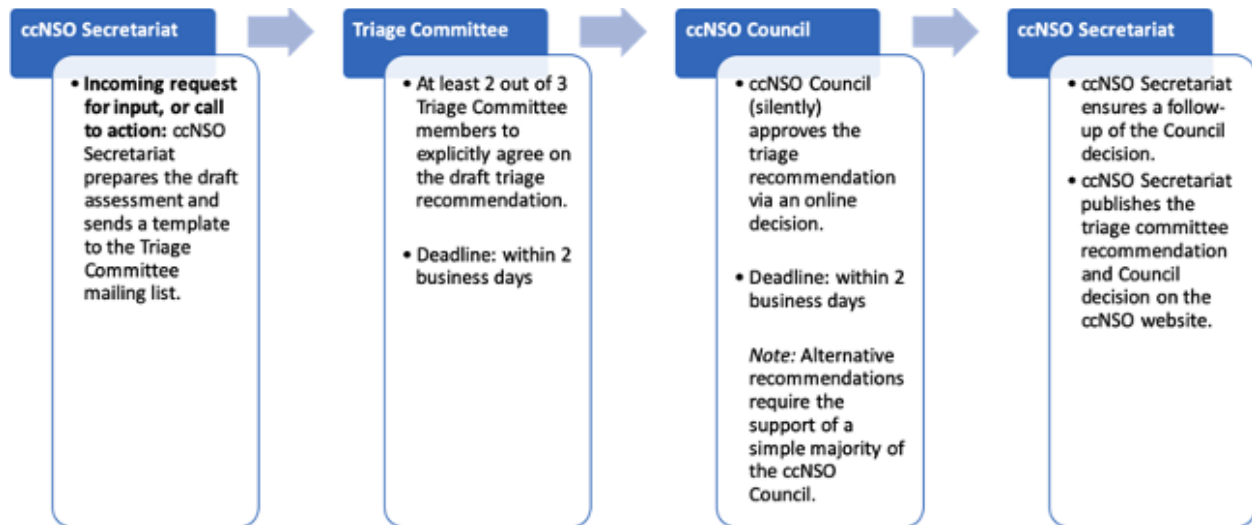 ccNSO Secretariat
• Incoming request
for input, or call
to action: ccNSO
Secretariat
prepares the draft
assessment and
sends a template
to the Triage
Committee
mailing list.
Triage Committee
• At least 2 out of 3
Triage Committee
members to
explicitly agree on
the draft triage
recommendation.
• Deadline: within 2
business days
ccNSO Council
• ccNSO Council
(silently)
approves the
triage
recommendation
via an online
decision.
• Deadline: within 2
business days
Note: Alternative
recommendations
require the
support of a
simple majority of
the ccNSO
Council.
ccNSO Secretariat
• ccNSO Secretariat
ensures a follow-
up of the Council
decision.
• ccNSO Secretariat
publishes the
triage committee
recommendation
and Council
decision on the
ccNSO website.